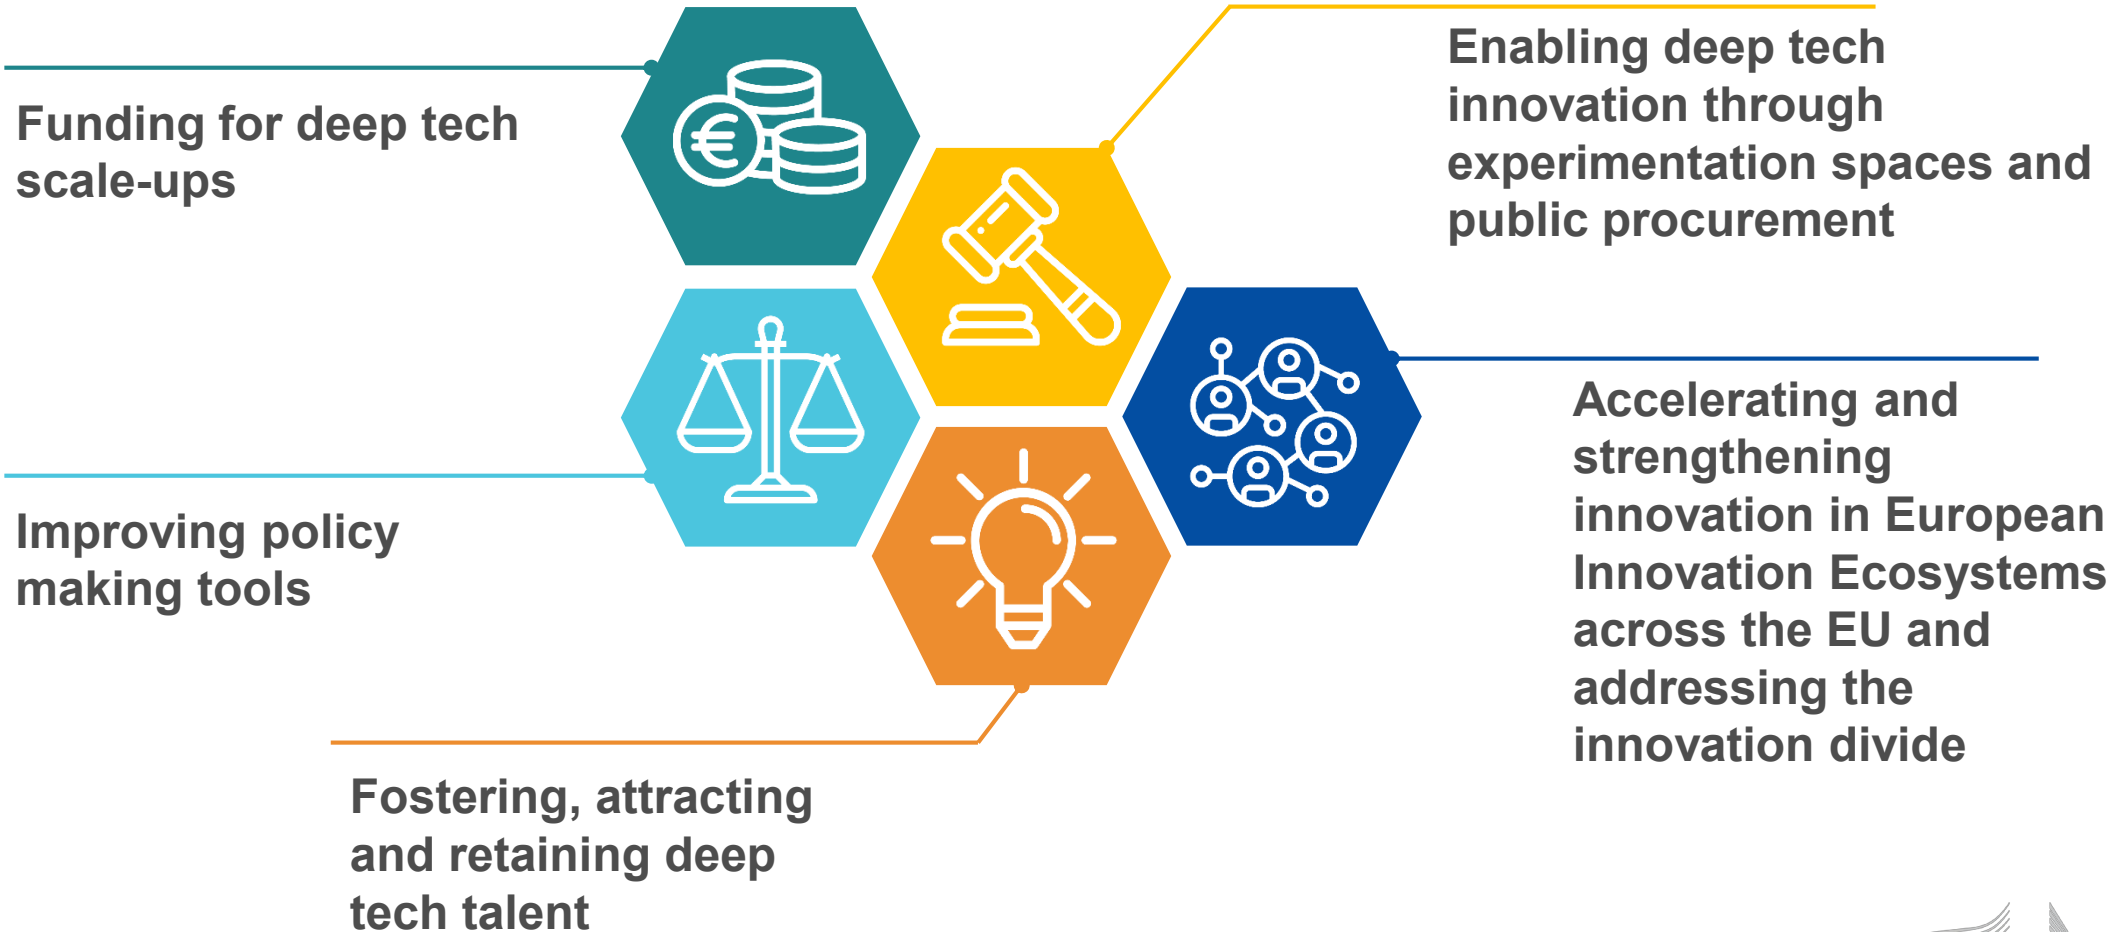 Funding for deep tech
scale-ups
Enabling deep tech
innovation through
experimentation spaces and
public procurement
Improving policy
making tools
Accelerating and
strengthening
innovation in European
Innovation Ecosystems
across the EU and
addressing the
innovation divide
Fostering, attracting
and retaining deep
tech talent